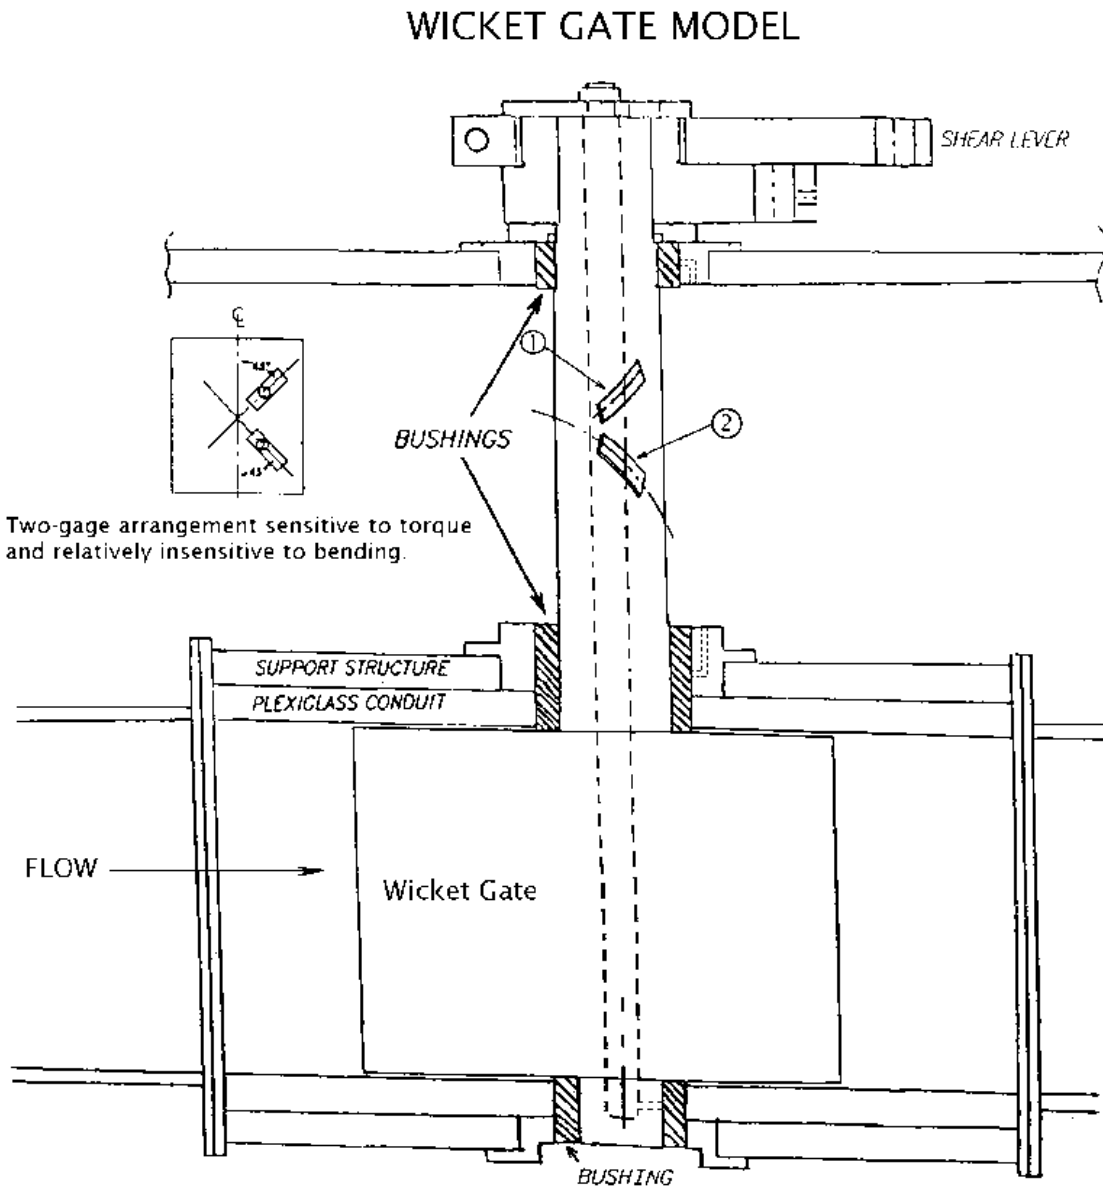 WICKET GATE MODEL
SHEAR LEVER
℄
1
45°
BUSHINGS
2
45°
Two-gage arrangement sensitive to torque
and relatively insensitive to bending.
SUPPORT STRUCTURE
PLEXIGLASS CONDUIT
FLOW
Wicket Gate
BUSHING